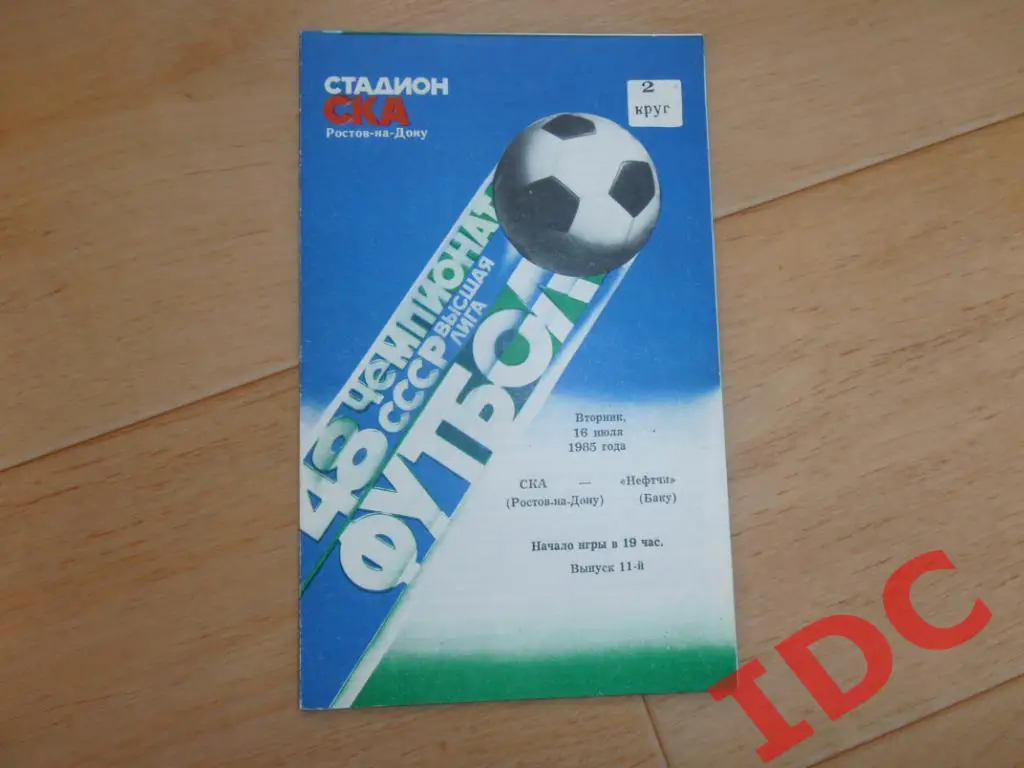 СТАДИОН
СКА
Ростов-на-Дону
2
круг
48 ЧЕМПИОНАТ
СССР ВЫСШАЯ
ЛИГА
ФУТБОЛ
Вторник,
16 июля
1985 года
СКА — «Нефтчи»
(Ростов-на-Дону) (Баку)
Начало игры в 19 час.
Выпуск 11-й
IDC